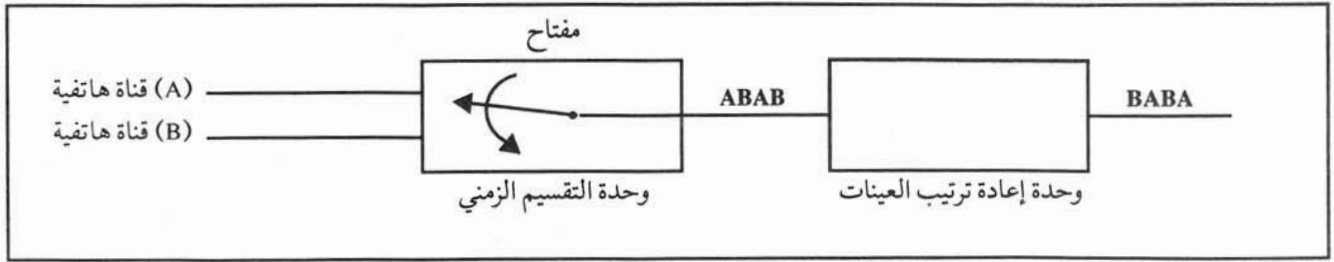 مفتاح
(A) قناة هاتفية
(B) قناة هاتفية
ABAB
BABA
وحدة التقسيم الزمني
وحدة إعادة ترتيب العينات